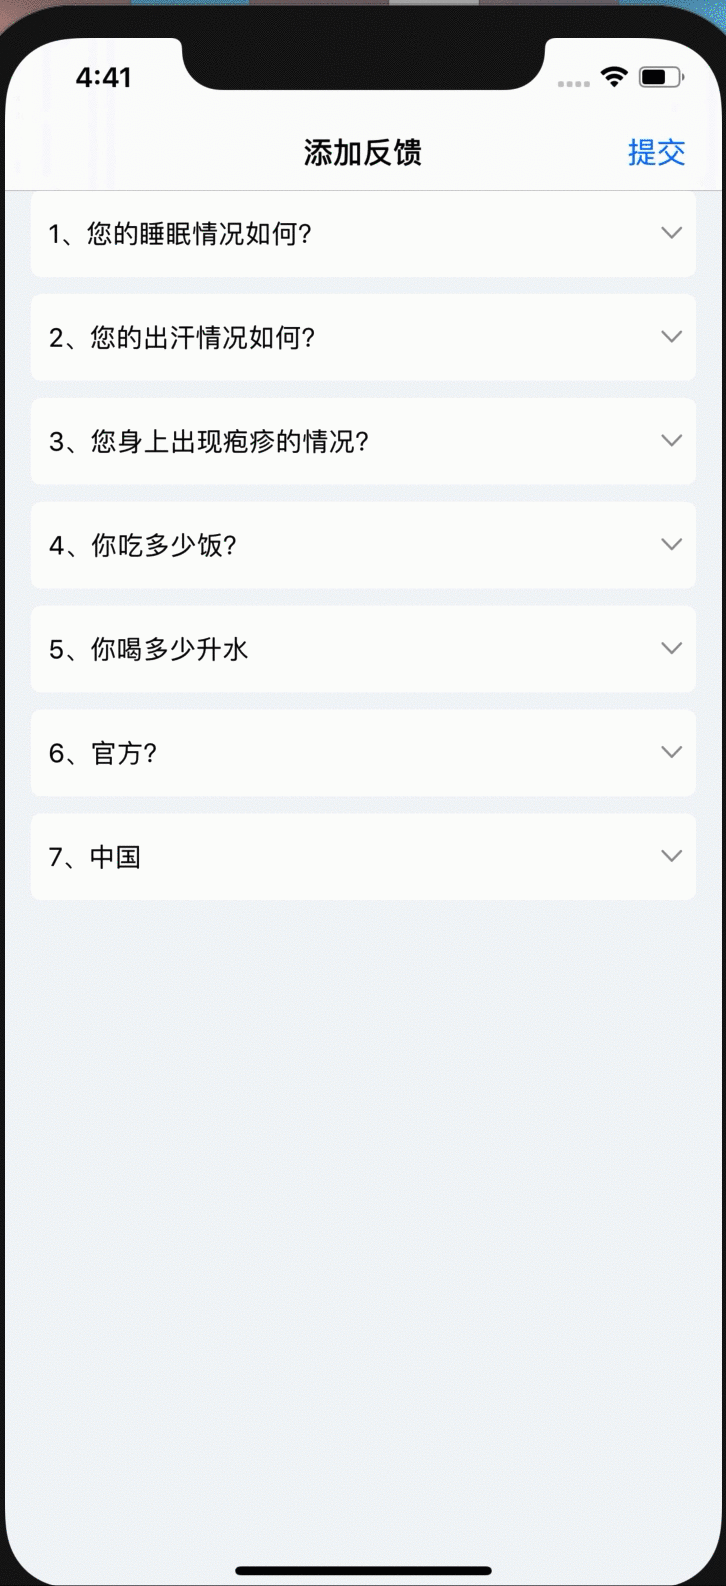 4:41
添加反馈
提交
1、您的睡眠情况如何?
2、您的出汗情况如何?
3、您身上出现疱疹的情况?
4、你吃多少饭?
5、你喝多少升水
6、官方?
7、中国